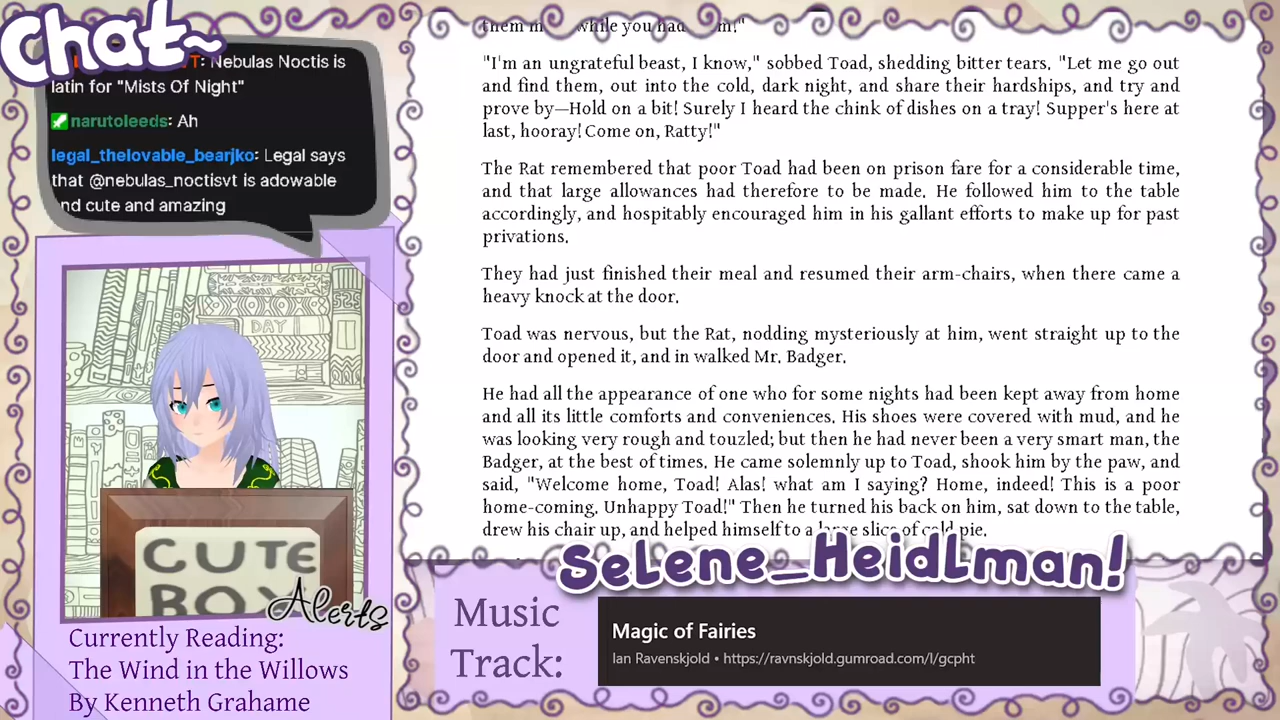 Chat~
T: Nebulas Noctis is
latin for "Mists Of Night"
narutoleeds: Ah
legal_thelovable_bearjko: Legal says
that @nebulas_noctisvt is adowable
and cute and amazing
DAY
CUTE
BOX
Alerts
Currently Reading:
The Wind in the Willows
By Kenneth Grahame
while you had
"I'm an ungrateful beast, I know," sobbed Toad, shedding bitter tears. "Let me go out
and find them, out into the cold, dark night, and share their hardships, and try and
prove by—Hold on a bit! Surely I heard the chink of dishes on a tray! Supper's here at
last, hooray! Come on, Ratty!"
The Rat remembered that poor Toad had been on prison fare for a considerable time,
and that large allowances had therefore to be made. He followed him to the table
accordingly, and hospitably encouraged him in his gallant efforts to make up for past
privations.
They had just finished their meal and resumed their arm-chairs, when there came a
heavy knock at the door.
Toad was nervous, but the Rat, nodding mysteriously at him, went straight up to the
door and opened it, and in walked Mr. Badger.
He had all the appearance of one who for some nights had been kept away from home
and all its little comforts and conveniences. His shoes were covered with mud, and he
was looking very rough and touzled; but then he had never been a very smart man, the
Badger, at the best of times. He came solemnly up to Toad, shook him by the paw, and
said, "Welcome home, Toad! Alas! what am I saying? Home, indeed! This is a poor
home-coming. Unhappy Toad!" Then he turned his back on him, sat down to the table,
drew his chair up, and helped himself to a large slice of cold pie.
Selene_Heidlman!
Music
Track:
Magic of Fairies
Ian Ravenskjold • https://ravnskjold.gumroad.com/l/gcpht